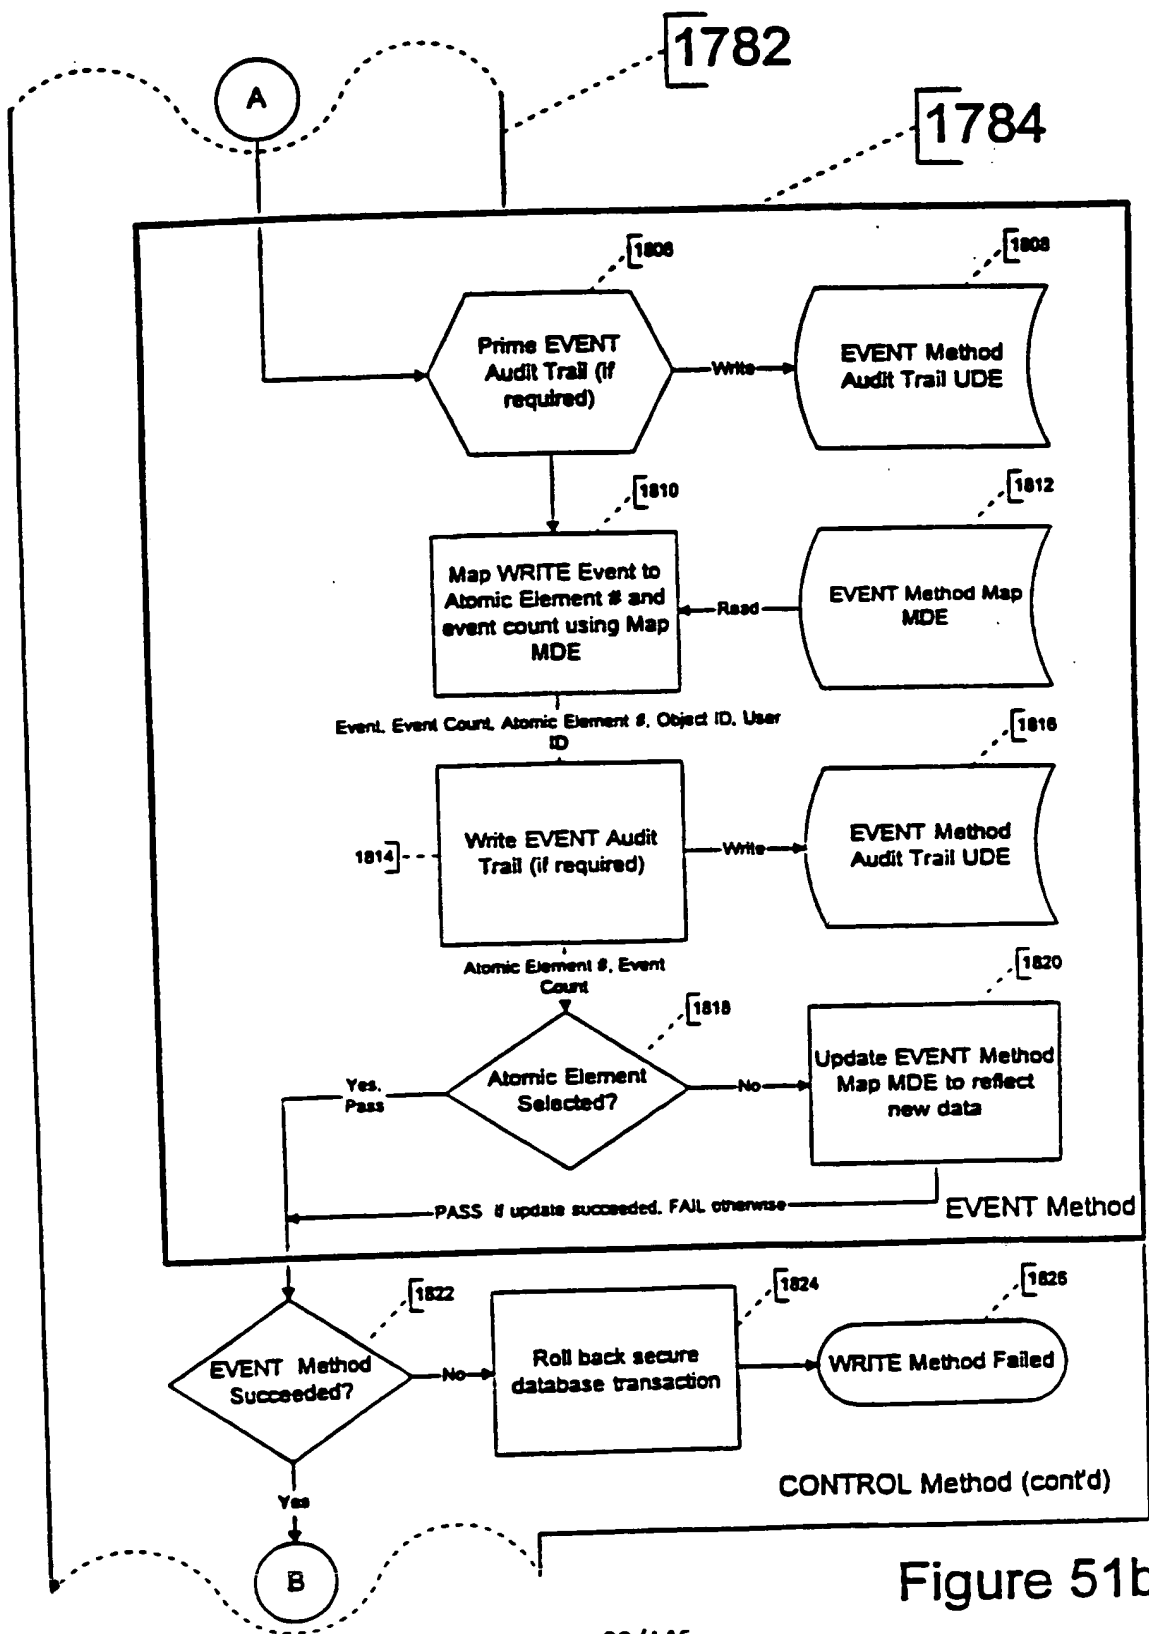 1782
A
1784
1806
1808
Prime EVENT
Audit Trail (if
required)
Write
EVENT Method
Audit Trail UDE
1810
1812
Map WRITE Event to
Atomic Element # and
event count using Map
MDE
Read
EVENT Method Map
MDE
Event, Event Count, Atomic Element #, Object ID, User
ID
1816
1814
Write EVENT Audit
Trail (if required)
Write
EVENT Method
Audit Trail UDE
Atomic Element #, Event
Count
1818
1820
Yes,
Pass
Atomic Element
Selected?
No
Update EVENT Method
Map MDE to reflect
new data
PASS if update succeeded, FAIL otherwise
EVENT Method
1822
1824
1826
EVENT Method
Succeeded?
No
Roll back secure
database transaction
WRITE Method Failed
Yes
CONTROL Method (cont'd)
B
Figure 51b